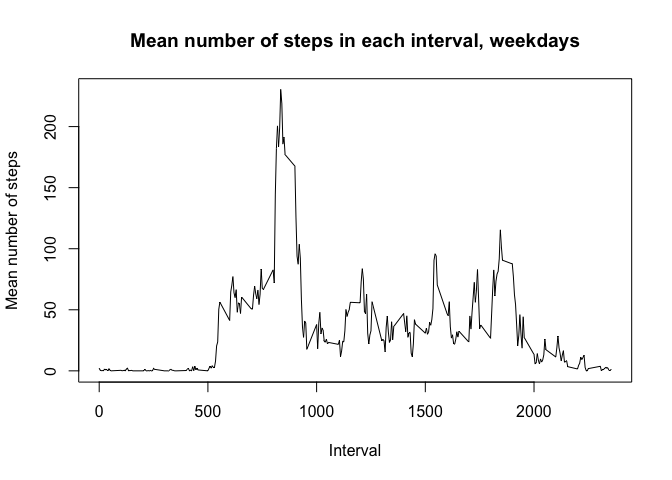 Mean number of steps in each interval, weekdays
Mean number of steps
200
150
100
50
0
0 500 1000 1500 2000
Interval